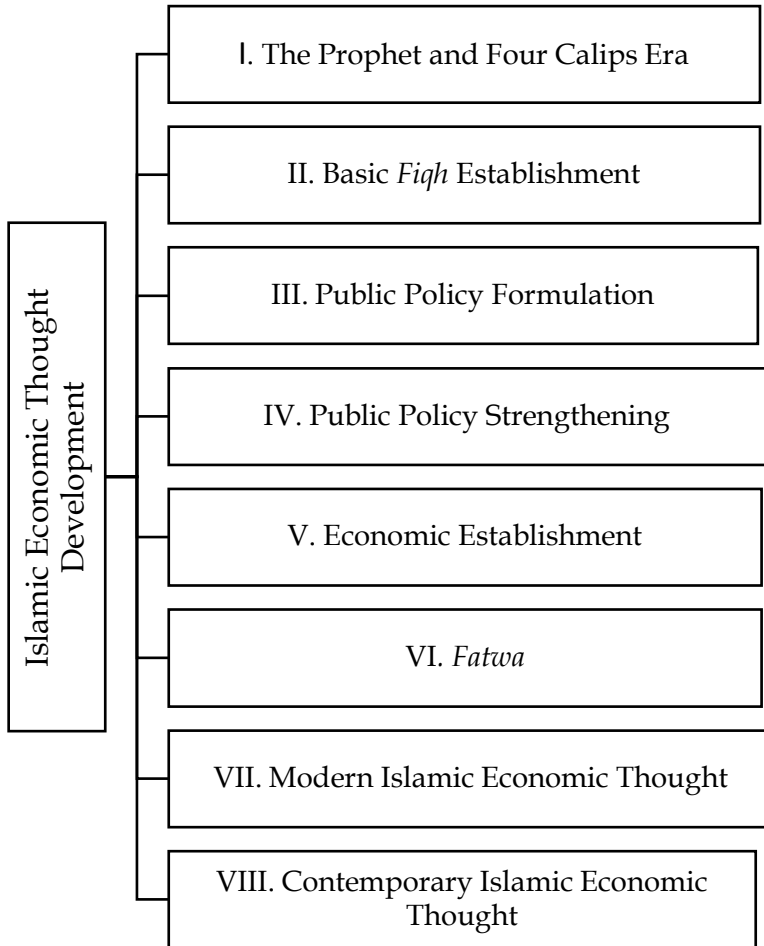 Islamic Economic Thought
Development
I. The Prophet and Four Calips Era
II. Basic Fiqh Establishment
III. Public Policy Formulation
IV. Public Policy Strengthening
V. Economic Establishment
VI. Fatwa
VII. Modern Islamic Economic Thought
VIII. Contemporary Islamic Economic
Thought